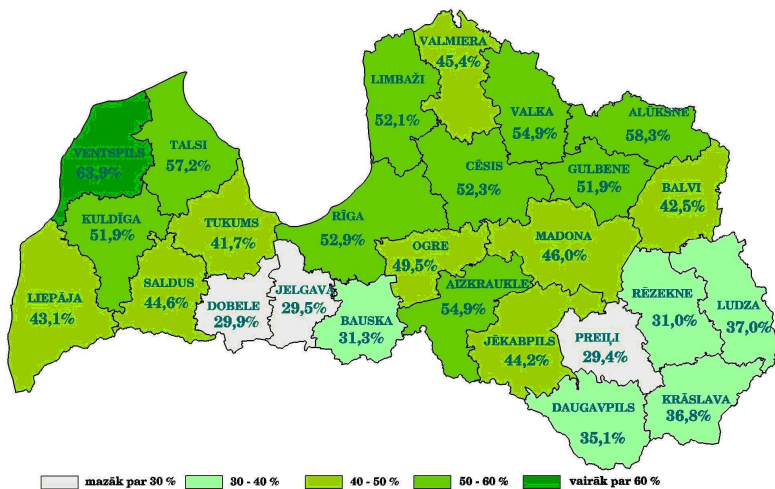 VALMIERA
45,4%
LIMBAŽI
52,1%
VALKA
54,9%
ALŪKSNE
58,3%
VENTSPILS
63,9%
TALSI
57,2%
CĒSIS
52,3%
GULBENE
51,9%
BALVI
42,5%
KULDĪGA
51,9%
TUKUMS
41,7%
RĪGA
52,9%
OGRE
49,5%
MADONA
46,0%
LIEPĀJA
43,1%
SALDUS
44,6%
DOBELE
29,9%
JELGAVA
29,5%
BAUSKA
31,3%
AIZKRAUKLE
54,9%
JĒKABPILS
44,2%
PREIĻI
29,4%
RĒZEKNE
31,0%
LUDZA
37,0%
DAUGAVPILS
35,1%
KRĀSLAVA
36,8%
mazāk par 30 %
30 - 40 %
40 - 50 %
50 - 60 %
vairāk par 60 %